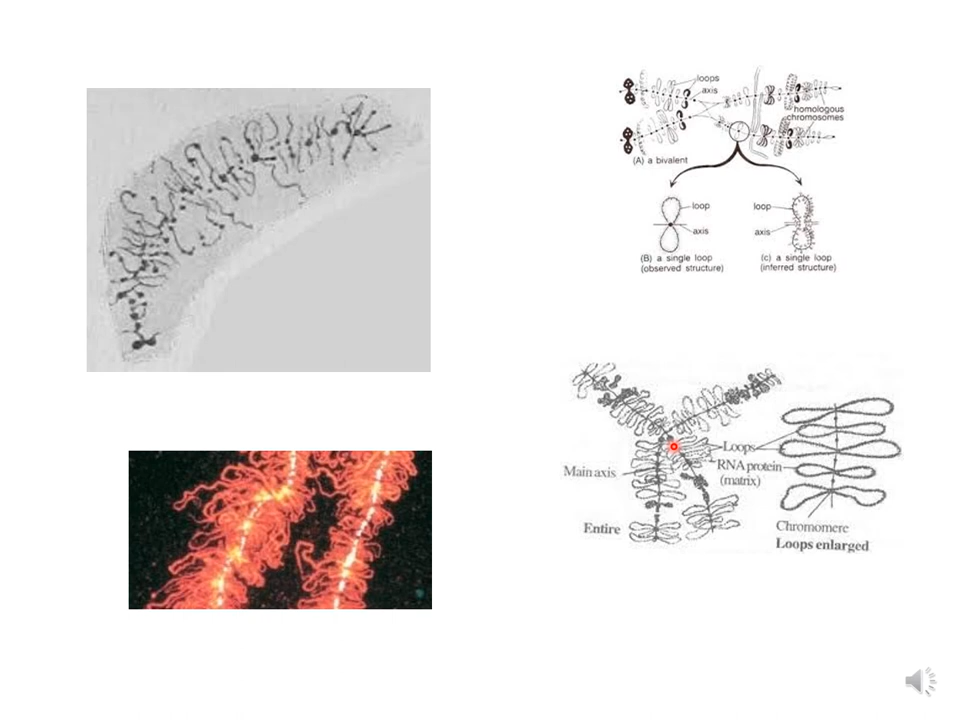 loops
axis
homologous
chromosomes
(A) a bivalent
loop
axis
(B) a single loop
(observed structure)
loop
axis
(c) a single loop
(inferred structure)
Loops
Main axis
RNA protein
(matrix)
Entire
Chromomere
Loops enlarged